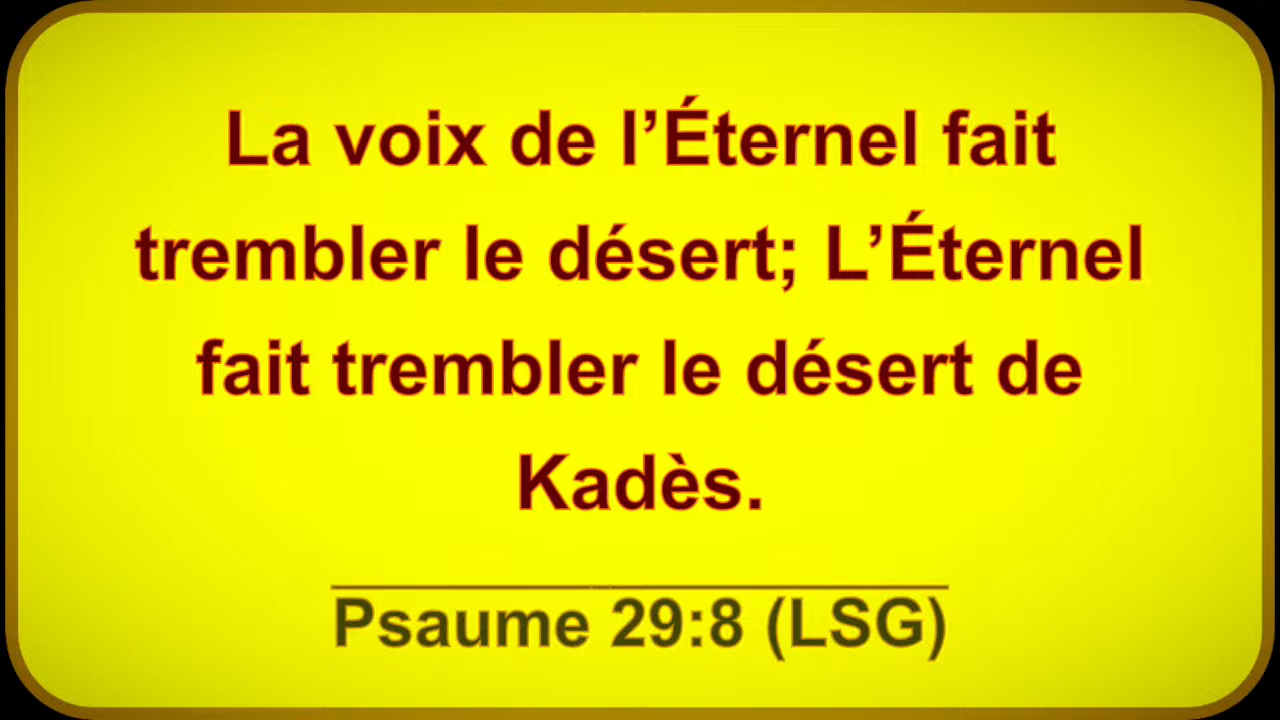 La voix de l’Éternel fait
trembler le désert; L’Éternel
fait trembler le désert de
Kadès.
Psaume 29:8 (LSG)